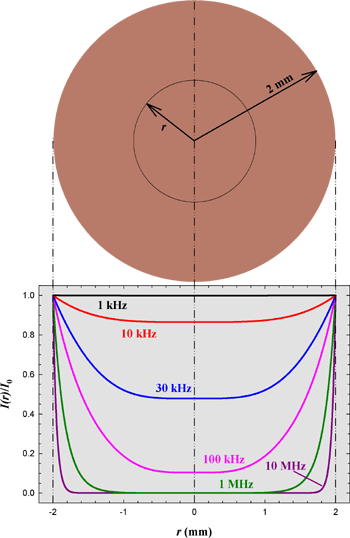 2 mm
r
1.0
1 kHz
10 kHz
0.8
0.6
30 kHz
0.4
0.2
100 kHz
10 MHz
1 MHz
0.0
I(r)/I0
-2 -1 0 1 2
r (mm)